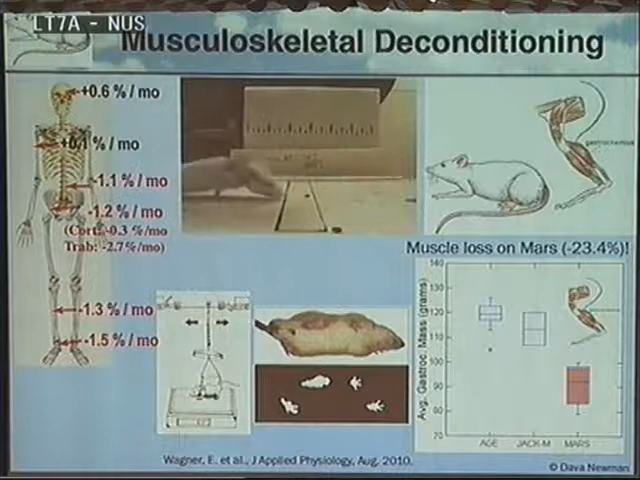 LT7A - NUS
Musculoskeletal Deconditioning
+0.6 %/mo
+0.1 %/mo
-1.1 %/mo
-1.2 %/mo
(Cort: -0.3 %/mo
Trab: -2.7%/mo)
-1.3 %/mo
-1.5 %/mo
gastrocnemius
Muscle loss on Mars (-23.4%)!
Avg. Gastroc. Mass (grams)
140
130
120
110
100
90
80
70
AGE
JACK-M
MARS
Wagner, E. et al., J Applied Physiology, Aug. 2010.
© Dava Newman